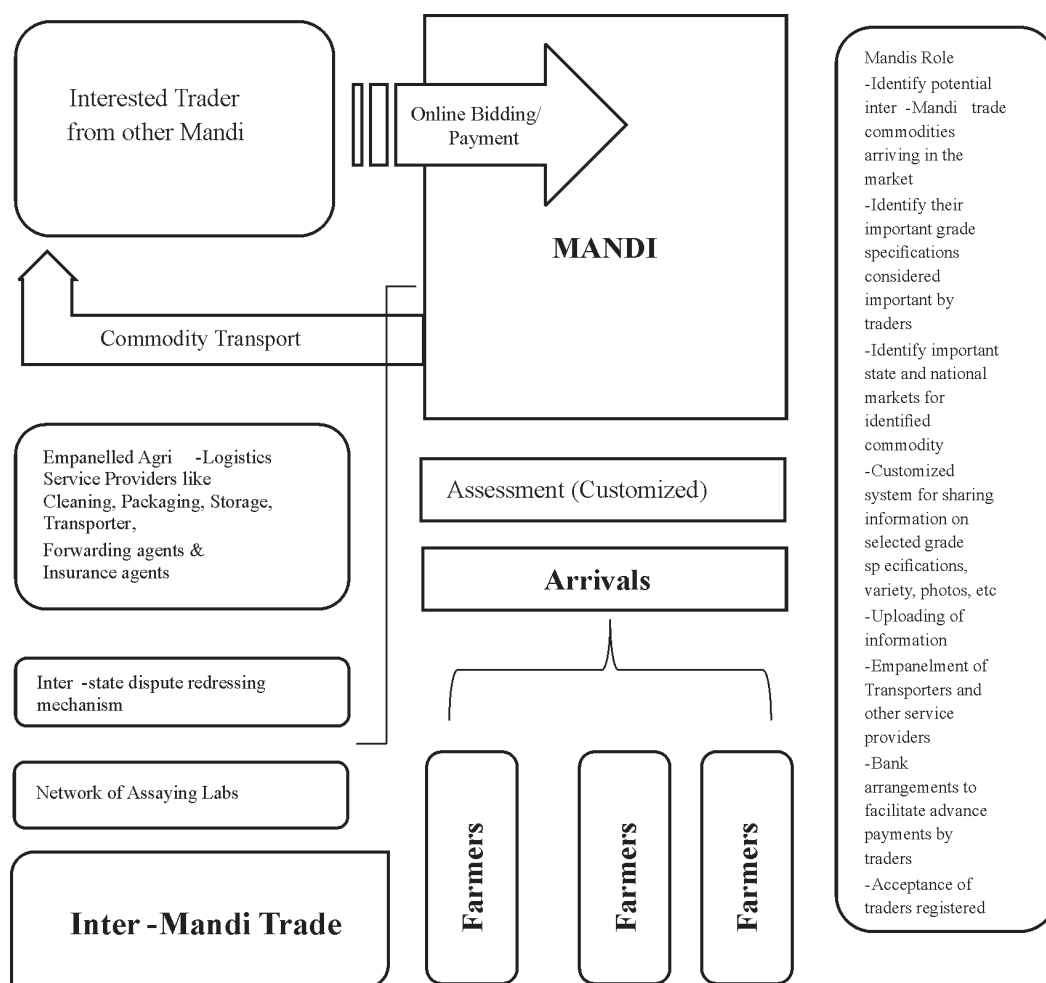 Interested Trader
from other Mandi
Online Bidding/
Payment
MANDI
Commodity Transport
Empanelled Agri -Logistics
Service Providers like
Cleaning, Packaging, Storage,
Transporter,
Forwarding agents &
Insurance agents
Assessment (Customized)
Arrivals
Inter -state dispute redressing
mechanism
Network of Assaying Labs
Inter -Mandi Trade
Farmers
Farmers
Farmers
Mandis Role
-Identify potential
inter -Mandi trade
commodities
arriving in the
market
-Identify their
important grade
specifications
considered
important by
traders
-Identify important
state and national
markets for
identified
commodity
-Customized
system for sharing
information on
selected grade
sp ecifications,
variety, photos, etc
-Uploading of
information
-Empanelment of
Transporters and
other service
providers
-Bank
arrangements to
facilitate advance
payments by
traders
-Acceptance of
traders registered